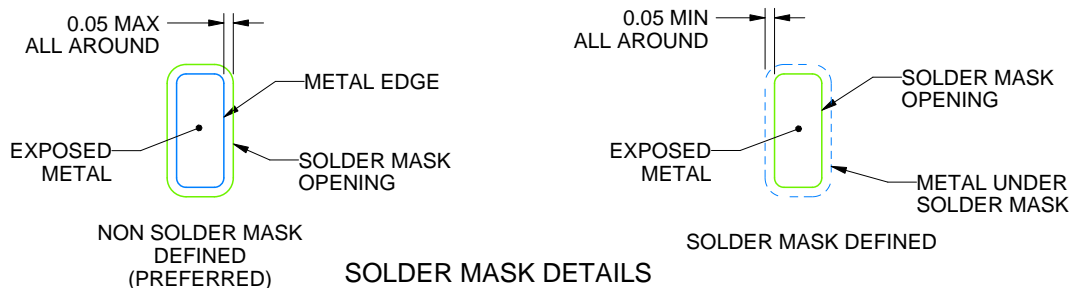 0.05 MAX
ALL AROUND
METAL EDGE
EXPOSED
METAL
SOLDER MASK
OPENING
NON SOLDER MASK
DEFINED
(PREFERRED)
0.05 MIN
ALL AROUND
SOLDER MASK
OPENING
EXPOSED
METAL
METAL UNDER
SOLDER MASK
SOLDER MASK DEFINED
SOLDER MASK DETAILS